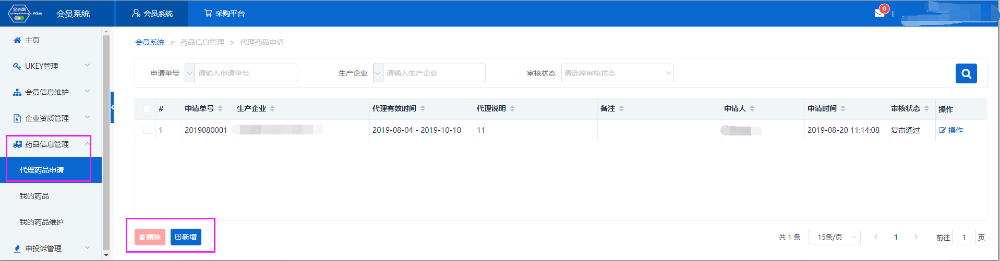 全药网
quanyaowang
.COM
会员系统
会员系统
采购平台
0
主页
UKEY管理
会员信息维护
企业资质管理
药品信息管理
代理药品申请
我的药品
我的药品维护
申投诉管理
会员系统 > 药品信息管理 > 代理药品申请
申请单号 请输入申请单号 生产企业 请输入生产企业 审核状态 请选择审核状态
# 申请单号 生产企业 代理有效时间 代理说明 备注 申请人 申请时间 审核状态 操作
1 2019080001 2019-08-04 - 2019-10-10 11 2019-08-20 11:14:08 复审通过 操作
删除 新增
共 1 条 15条/页 < 1 > 前往 1 页